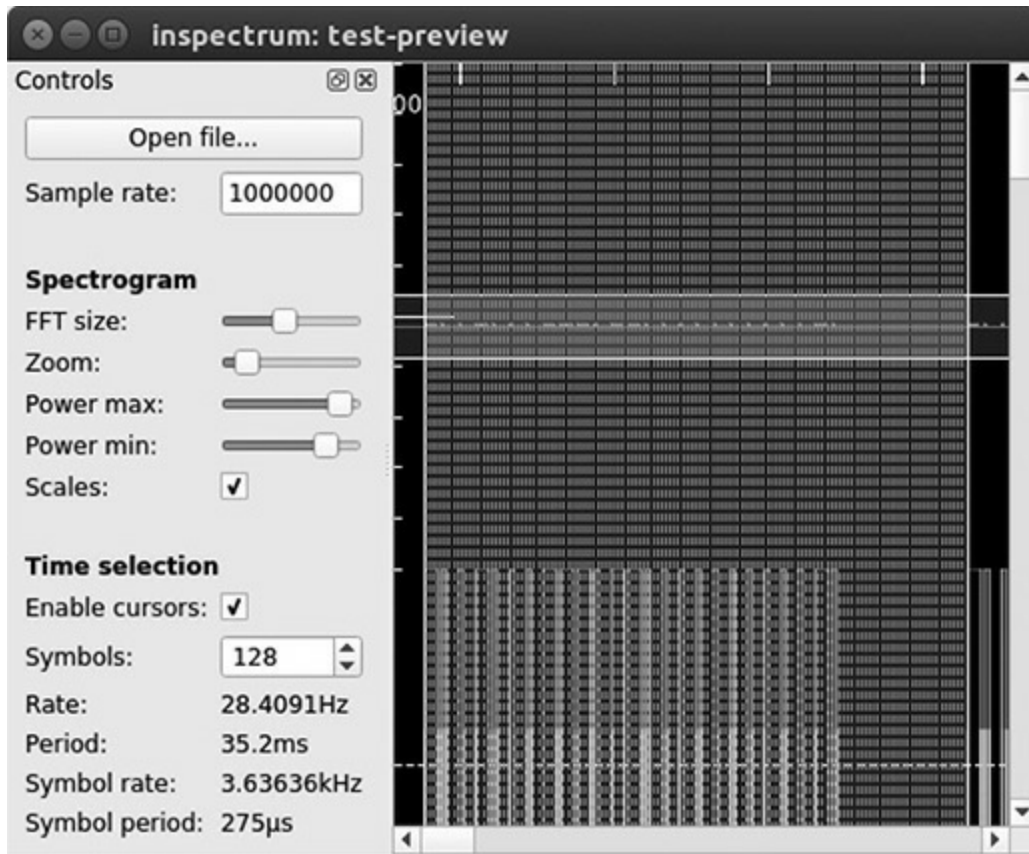 inspectrum: test-preview
Controls
00
Open file...
Sample rate: 1000000
Spectrogram
FFT size:
Zoom:
Power max:
Power min:
Scales:
Time selection
Enable cursors:
Symbols: 128
Rate: 28.4091Hz
Period: 35.2ms
Symbol rate: 3.63636kHz
Symbol period: 275µs